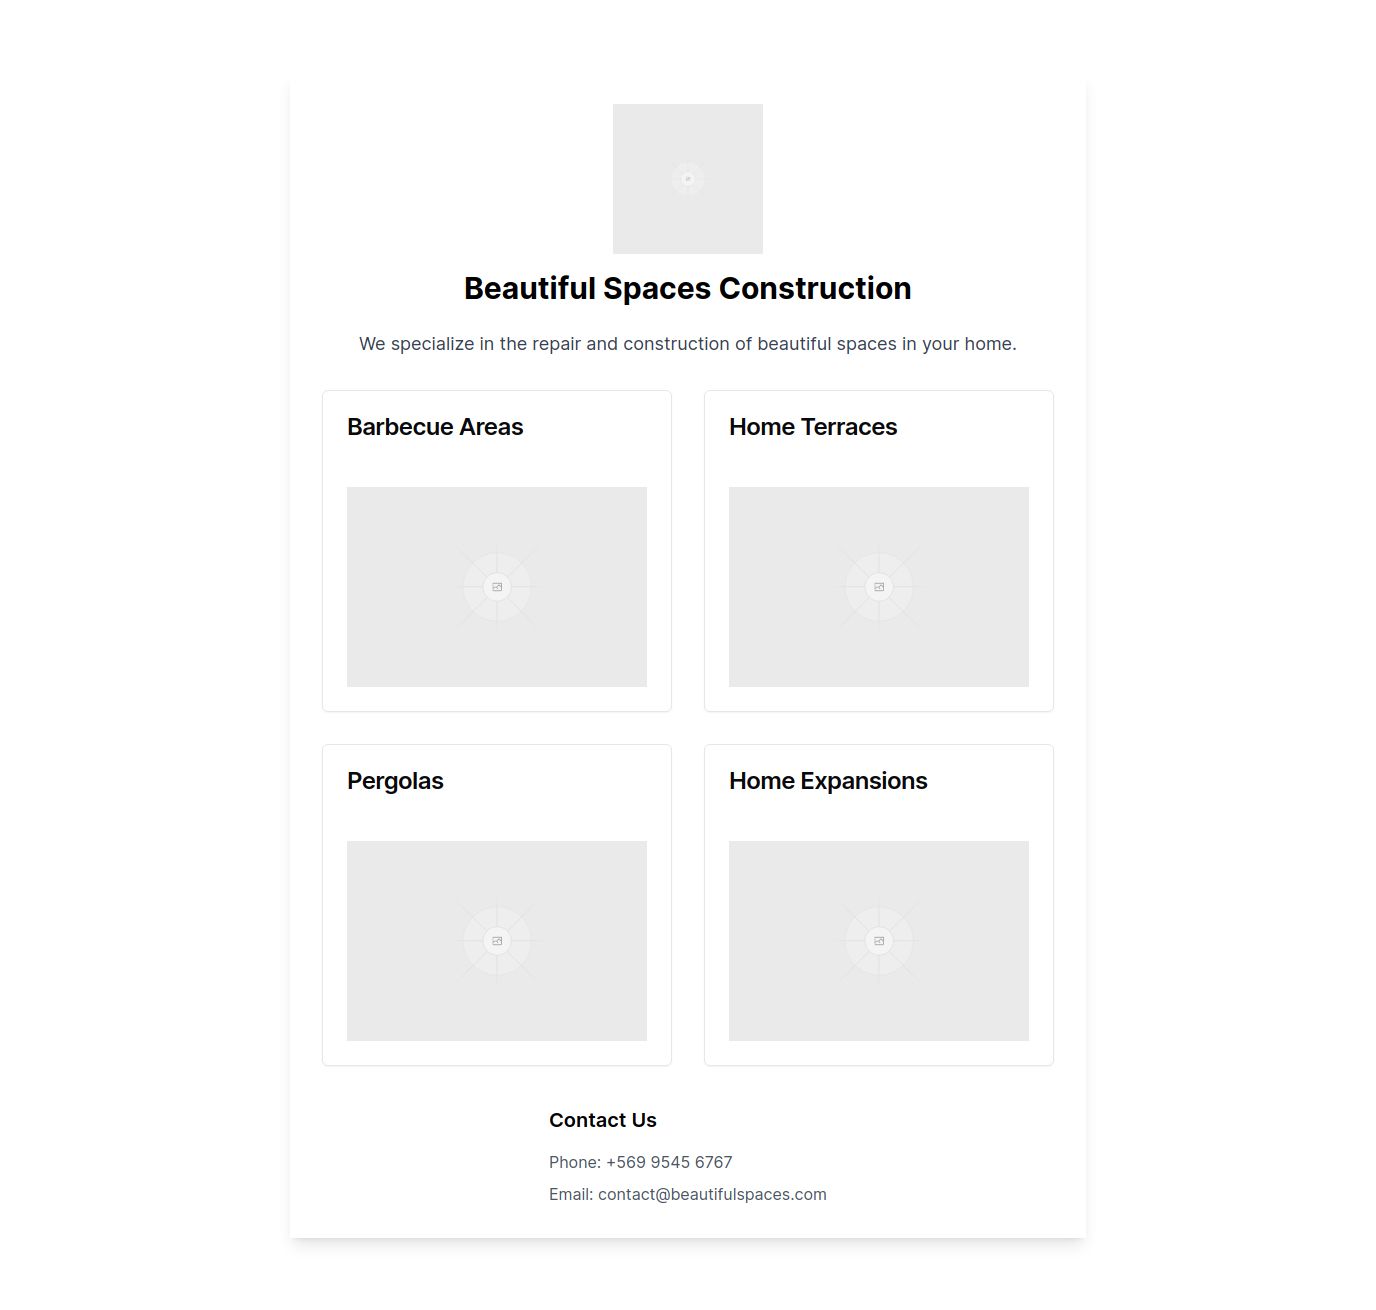 Beautiful Spaces Construction
We specialize in the repair and construction of beautiful spaces in your home.
Barbecue Areas
Home Terraces
Pergolas
Home Expansions
Contact Us
Phone: +569 9545 6767
Email: contact@beautifulspaces.com